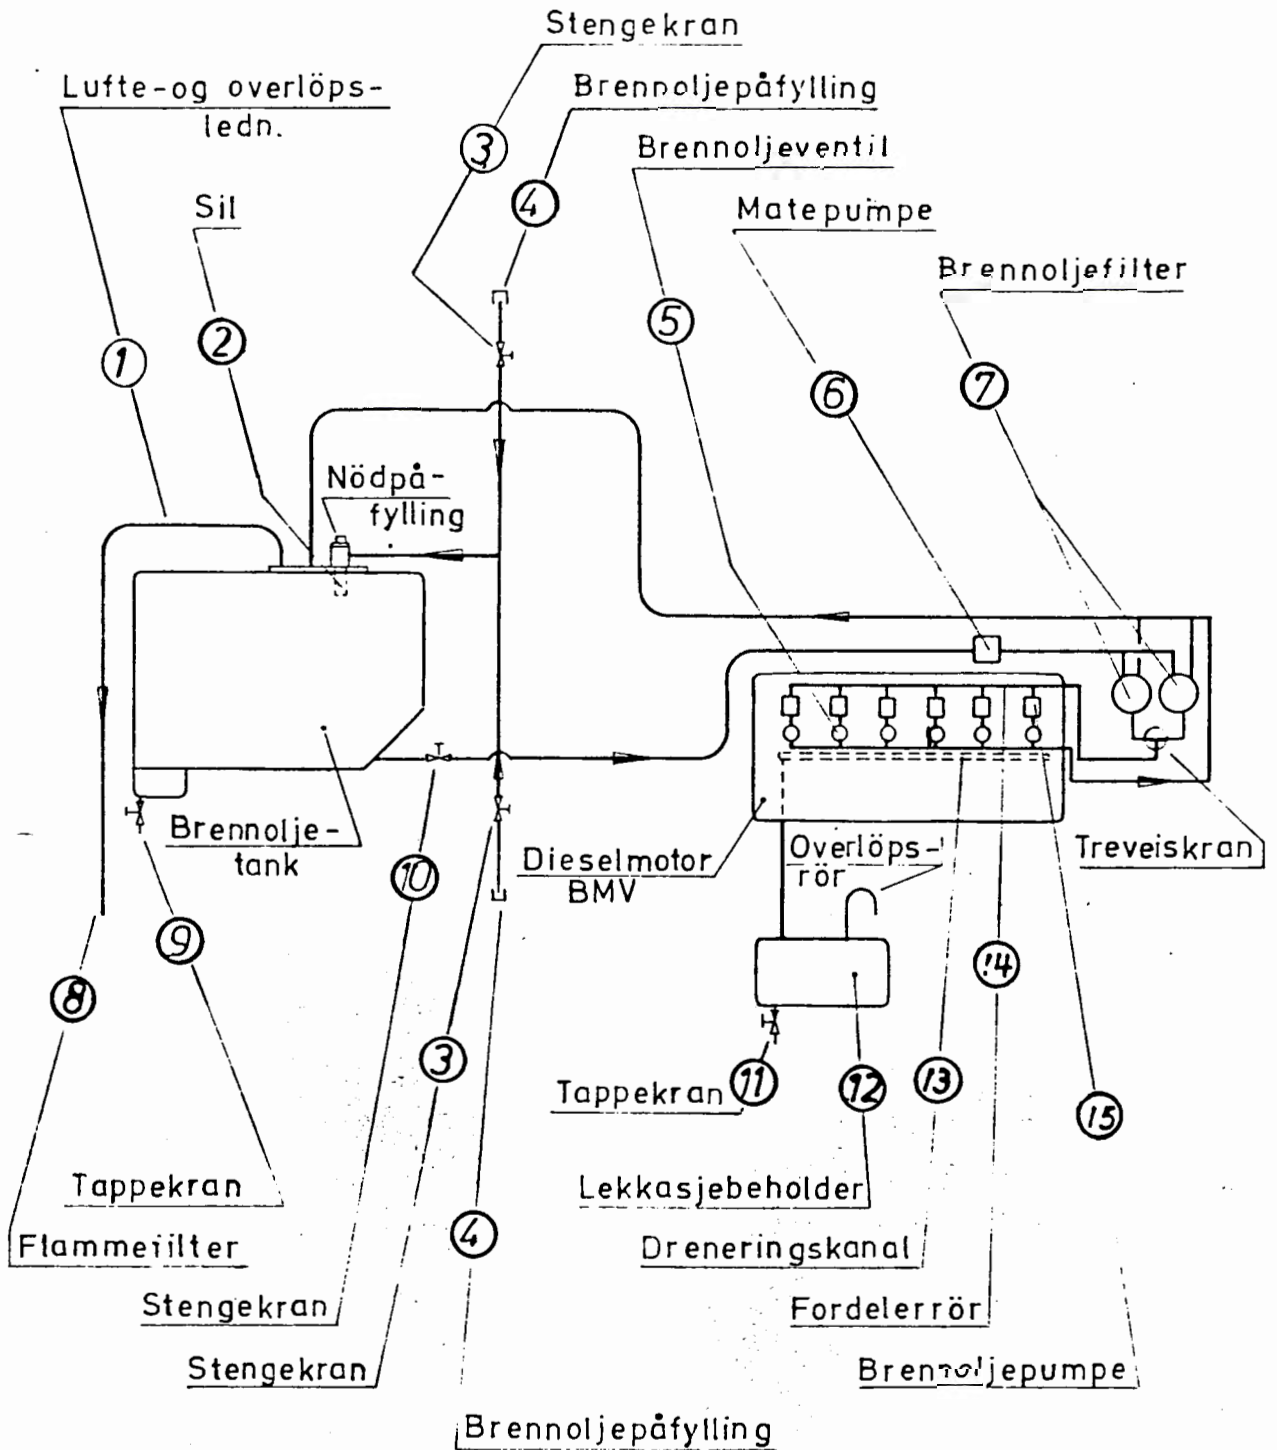 Stengekran
Lufte-og overlöps-
ledn.
Brennoljepåfylling
3
Brennoljeventil
4
Sil
Matepumpe
Brennoljefilter
5
2
1
6
7
Nödpå-
fylling
Brennolje-
tank
Dieselmotor
BMV
Overlöps-
rör
Treveiskran
10
9
14
8
3
11
12
13
15
Tappekran
Tappekran
Lekkasjebeholder
4
Flammefilter
Dreneringskanal
Stengekran
Fordelerrör
Stengekran
Brennoljepumpe
Brennoljepåfylling